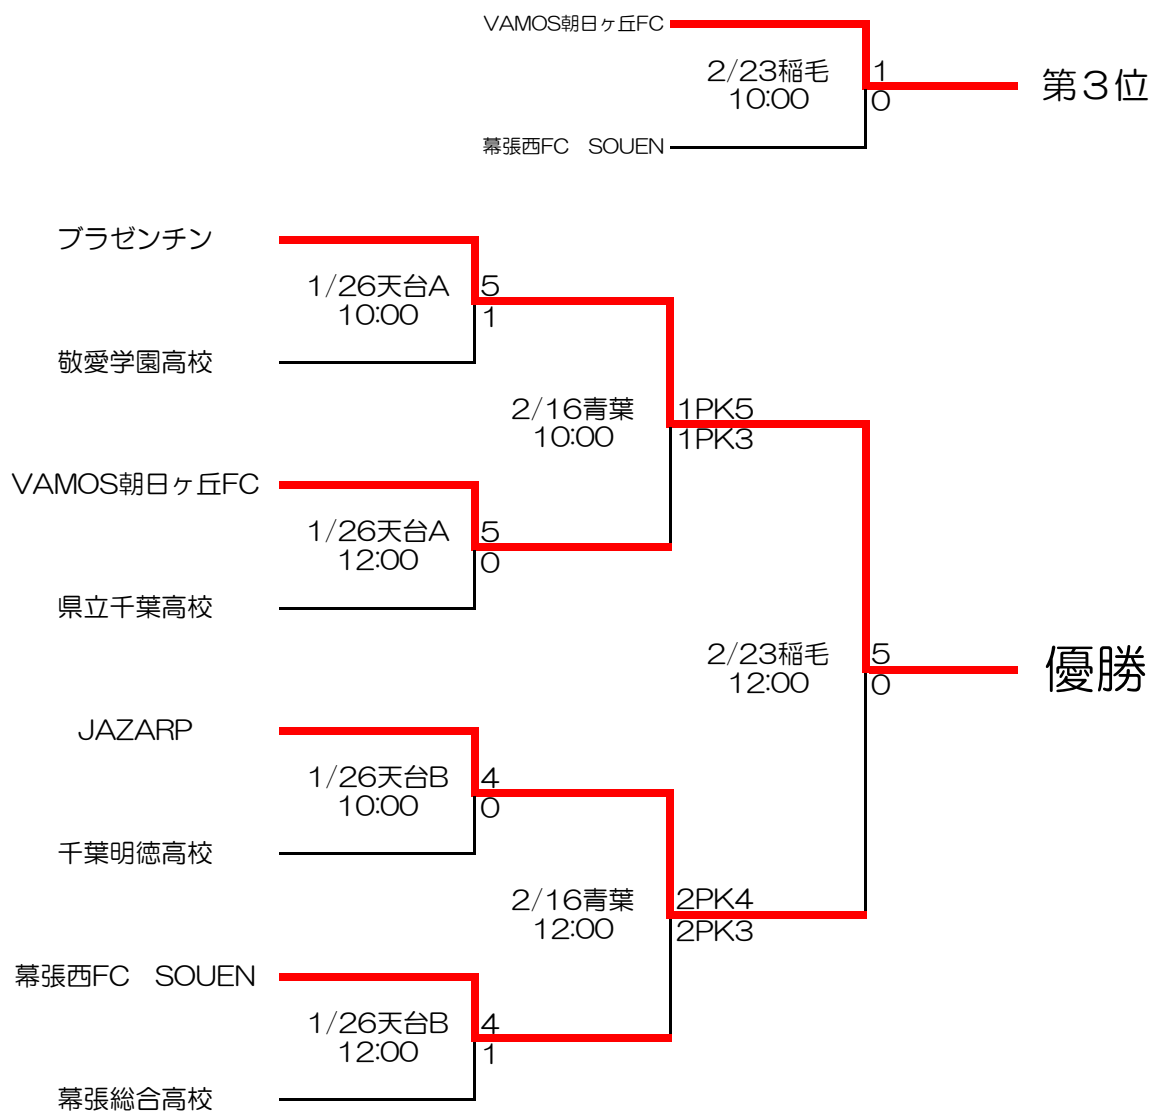 VAMOS朝日ヶ丘FC
2/23稲毛
10:00
1
0
第3位
幕張西FC　SOUEN
ブラゼンチン
1/26天台A
10:00
5
1
敬愛学園高校
2/16青葉
10:00
1PK5
1PK3
VAMOS朝日ヶ丘FC
1/26天台A
12:00
5
0
県立千葉高校
2/23稲毛
12:00
5
0
優勝
JAZARP
1/26天台B
10:00
4
0
千葉明徳高校
2/16青葉
12:00
2PK4
2PK3
幕張西FC　SOUEN
1/26天台B
12:00
4
1
幕張総合高校